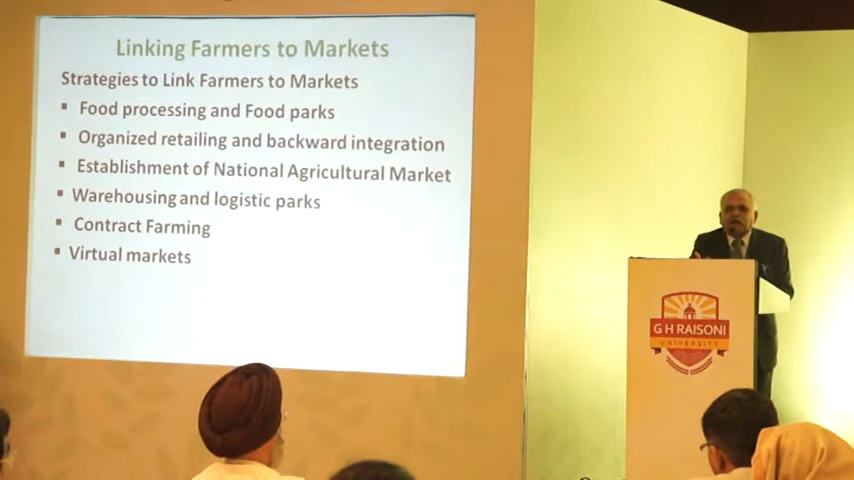 Linking Farmers to Markets
Strategies to Link Farmers to Markets
▪ Food processing and Food parks
▪ Organized retailing and backward integration
▪ Establishment of National Agricultural Market
▪ Warehousing and logistic parks
▪ Contract Farming
▪ Virtual markets
G H RAISONI
UNIVERSITY